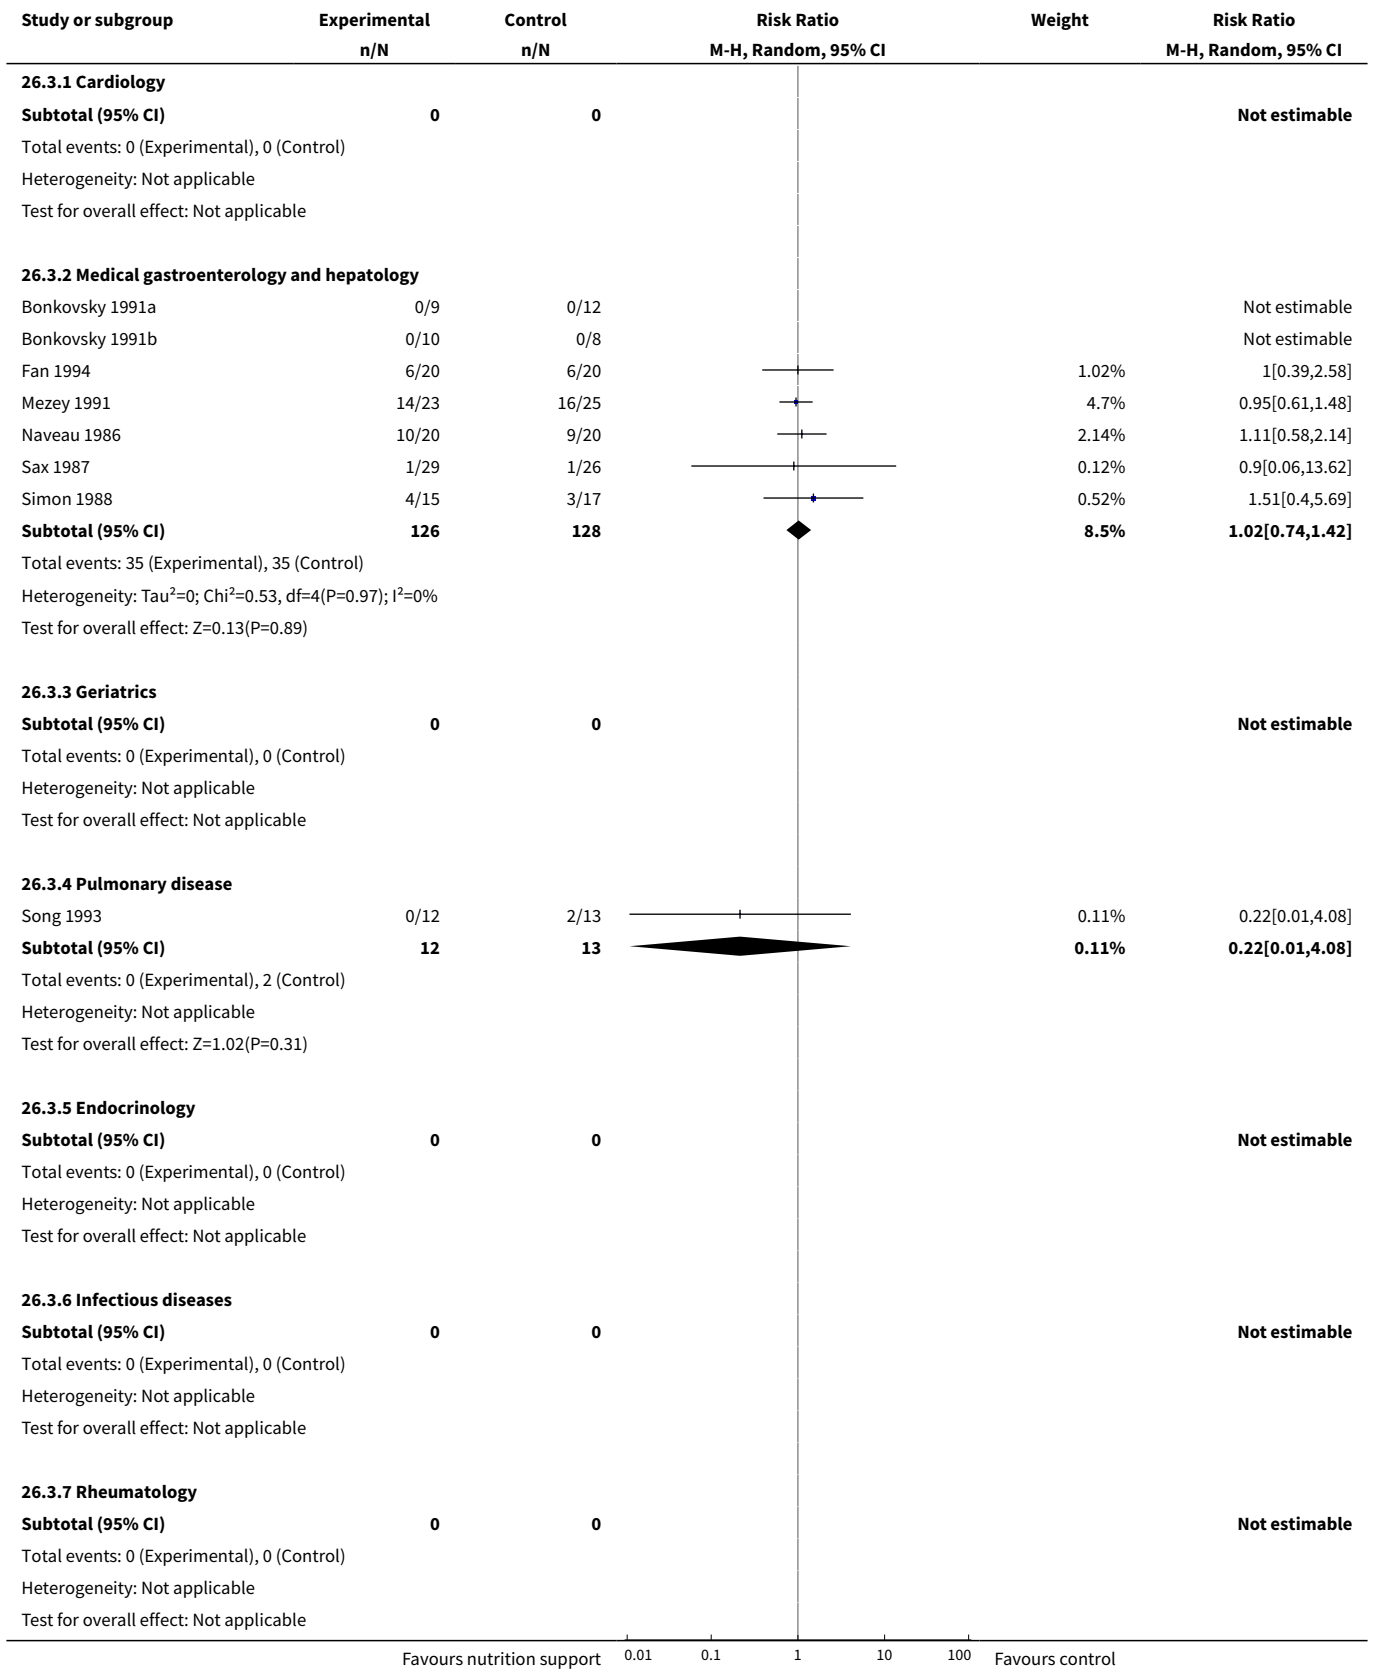 Study or subgroup Experimental Control Risk Ratio Weight Risk Ratio
n/N n/N M-H, Random, 95% CI M-H, Random, 95% CI
26.3.1 Cardiology
Subtotal (95% CI) 0 0 Not estimable
Total events: 0 (Experimental), 0 (Control)
Heterogeneity: Not applicable
Test for overall effect: Not applicable
26.3.2 Medical gastroenterology and hepatology
Bonkovsky 1991a 0/9 0/12 Not estimable
Bonkovsky 1991b 0/10 0/8 Not estimable
Fan 1994 6/20 6/20 1.02% 1[0.39,2.58]
Mezey 1991 14/23 16/25 4.7% 0.95[0.61,1.48]
Naveau 1986 10/20 9/20 2.14% 1.11[0.58,2.14]
Sax 1987 1/29 1/26 0.12% 0.9[0.06,13.62]
Simon 1988 4/15 3/17 0.52% 1.51[0.4,5.69]
Subtotal (95% CI) 126 128 8.5% 1.02[0.74,1.42]
Total events: 35 (Experimental), 35 (Control)
Heterogeneity: Tau²=0; Chi²=0.53, df=4(P=0.97); I²=0%
Test for overall effect: Z=0.13(P=0.89)
26.3.3 Geriatrics
Subtotal (95% CI) 0 0 Not estimable
Total events: 0 (Experimental), 0 (Control)
Heterogeneity: Not applicable
Test for overall effect: Not applicable
26.3.4 Pulmonary disease
Song 1993 0/12 2/13 0.11% 0.22[0.01,4.08]
Subtotal (95% CI) 12 13 0.11% 0.22[0.01,4.08]
Total events: 0 (Experimental), 2 (Control)
Heterogeneity: Not applicable
Test for overall effect: Z=1.02(P=0.31)
26.3.5 Endocrinology
Subtotal (95% CI) 0 0 Not estimable
Total events: 0 (Experimental), 0 (Control)
Heterogeneity: Not applicable
Test for overall effect: Not applicable
26.3.6 Infectious diseases
Subtotal (95% CI) 0 0 Not estimable
Total events: 0 (Experimental), 0 (Control)
Heterogeneity: Not applicable
Test for overall effect: Not applicable
26.3.7 Rheumatology
Subtotal (95% CI) 0 0 Not estimable
Total events: 0 (Experimental), 0 (Control)
Heterogeneity: Not applicable
Test for overall effect: Not applicable
Favours nutrition support 0.01 0.1 1 10 100 Favours control